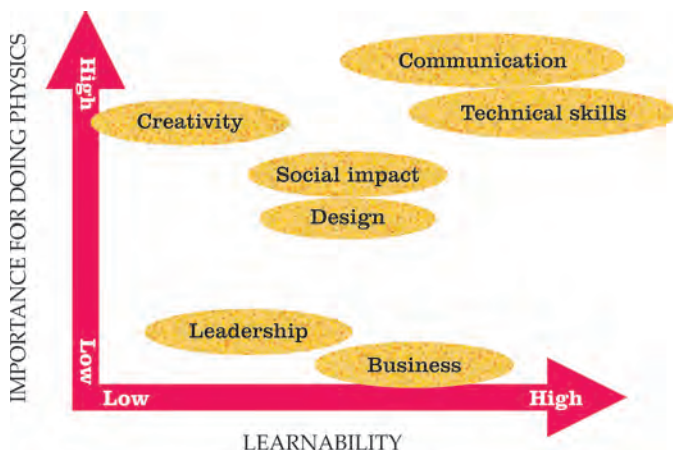 IMPORTANCE FOR DOING PHYSICS
High
Communication
Technical skills
Creativity
Social impact
Design
Leadership
Business
Low
Low
High
LEARNABILITY